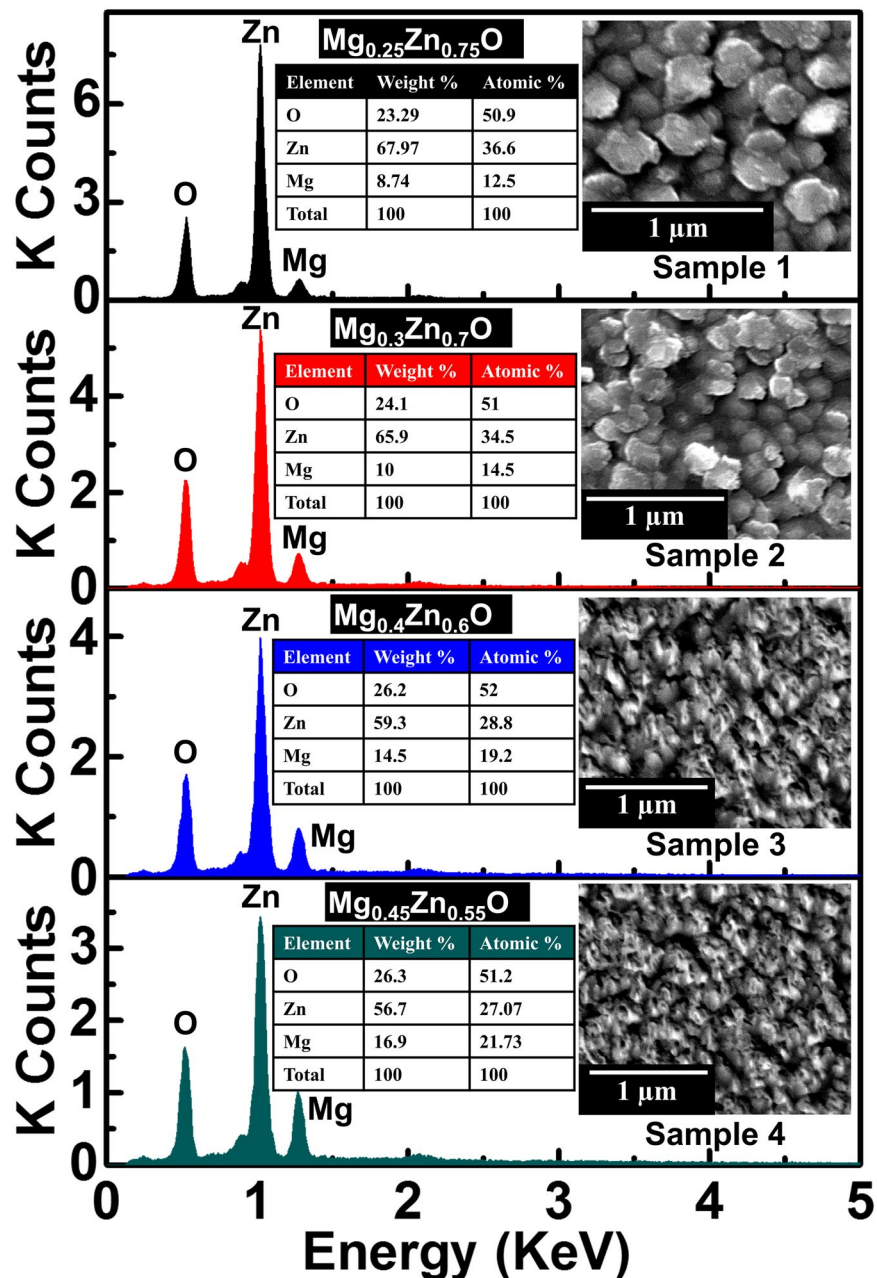 K Counts
7.5
6
3
0
O
Zn
Mg
Mg0.25Zn0.75O
Element Weight % Atomic %
O 23.29 50.9
Zn 67.97 36.6
Mg 8.74 12.5
Total 100 100
1 µm
Sample 1
K Counts
4
2
0
O
Zn
Mg
Mg0.3Zn0.7O
Element Weight % Atomic %
O 24.1 51
Zn 65.9 34.5
Mg 10 14.5
Total 100 100
1 µm
Sample 2
K Counts
4
2
0
O
Zn
Mg
Mg0.4Zn0.6O
Element Weight % Atomic %
O 26.2 52
Zn 59.3 28.8
Mg 14.5 19.2
Total 100 100
1 µm
Sample 3
K Counts
3
2
1
0
O
Zn
Mg
Mg0.45Zn0.55O
Element Weight % Atomic %
O 26.3 51.2
Zn 56.7 27.07
Mg 16.9 21.73
Total 100 100
1 µm
Sample 4
0 1 2 3 4 5
Energy (KeV)